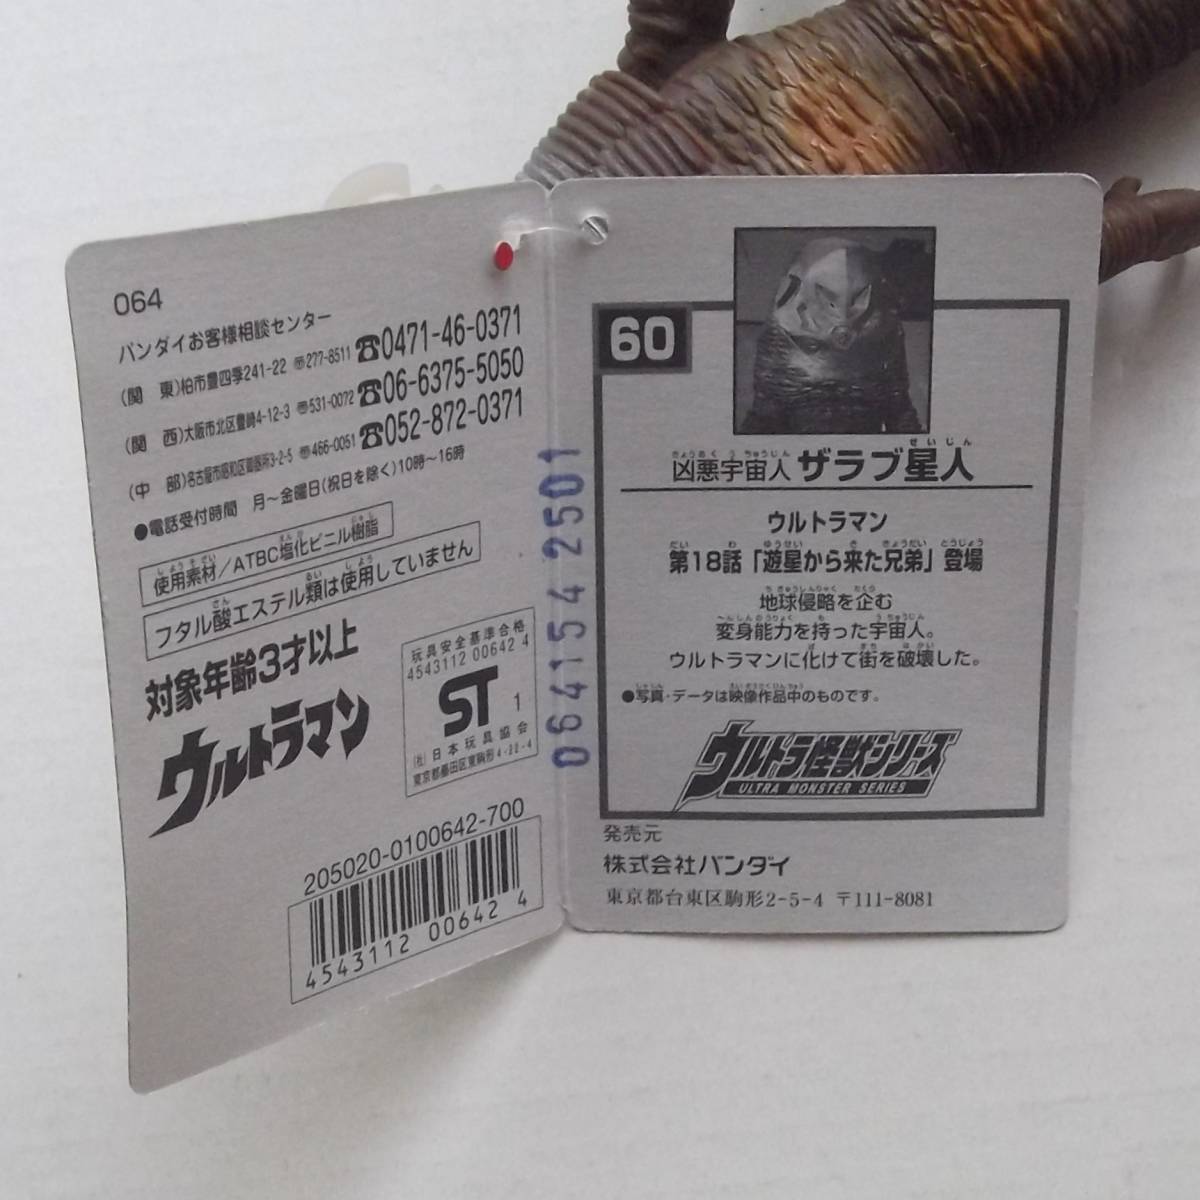 064
バンダイお客様相談センター
(関 東)柏市豊四季241-22 〠277-8511 ☎0471-46-0371
(関 西)大阪市北区豊崎4-12-3 〠531-0072 ☎06-6375-5050
(中 部)名古屋市昭和区御器所3-2-5 〠466-0051 ☎052-872-0371
●電話受付時間 月〜金曜日(祝日を除く)10時〜16時
使用素材/ATBC塩化ビニル樹脂
フタル酸エステル類は使用していません
対象年齢3才以上
ウルトラマン
玩具安全基準合格
4543112 00642 4
ST 1
(社)日本玩具協会
東京都墨田区東駒形4-22-4
205020-0100642-700
4543112 00642 4
0641542501
60
凶悪宇宙人 ザラブ星人
ウルトラマン
第18話「遊星から来た兄弟」登場
地球侵略を企む
変身能力を持った宇宙人。
ウルトラマンに化けて街を破壊した。
●写真・データは映像作品中のものです。
ウルトラ怪獣シリーズ
ULTRA MONSTER SERIES
発売元
株式会社バンダイ
東京都台東区駒形2-5-4 〒111-8081